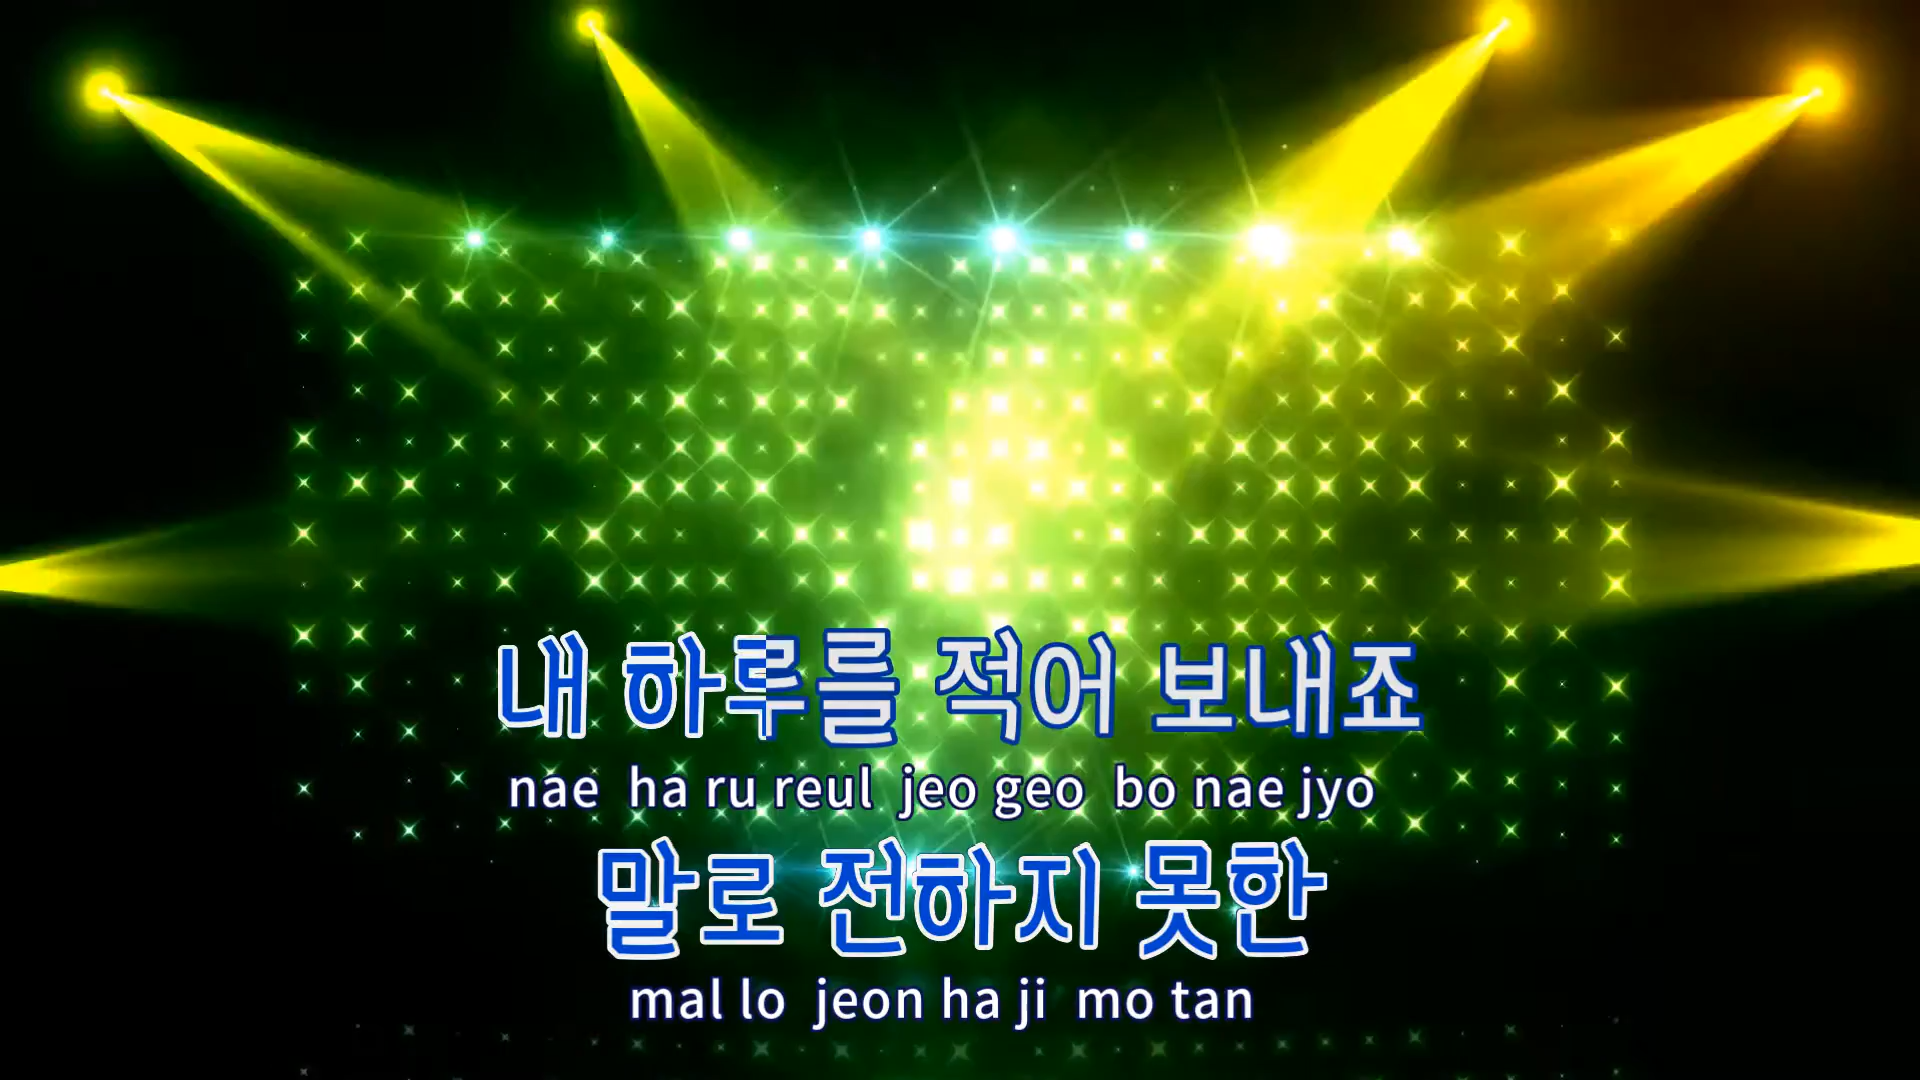 내 하루를 적어 보내죠
nae ha ru reul jeo geo bo nae jyo
말로 전하지 못한
mal lo jeon ha ji mo tan